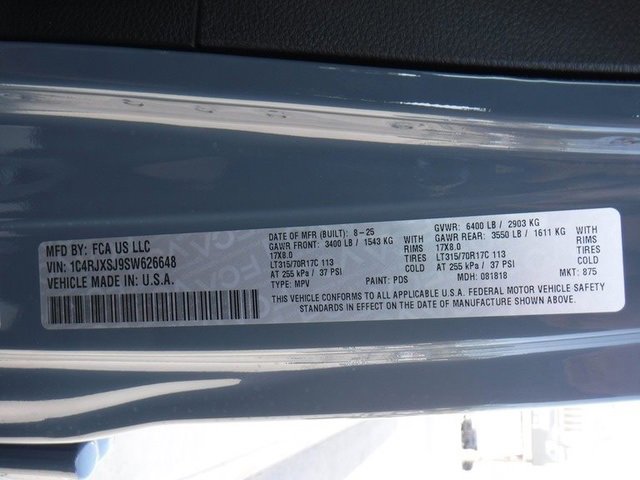 MFD BY: FCA US LLC
VIN: 1C4RJXSJ9SW626648
VEHICLE MADE IN: U.S.A.
DATE OF MFR (BUILT): 8-25
GAWR FRONT: 3400 LB / 1543 KG
17X8.0 RIMS
LT315/70R17C 113 TIRES
AT 255 kPa / 37 PSI COLD
TYPE: MPV PAINT: PDS
GVWR: 6400 LB / 2903 KG
GAWR REAR: 3550 LB / 1611 KG
17X8.0 RIMS
LT315/70R17C 113 TIRES
AT 255 kPa / 37 PSI COLD
MDH: 081818 MKT: 875
THIS VEHICLE CONFORMS TO ALL APPLICABLE U.S.A. FEDERAL MOTOR VEHICLE SAFETY
STANDARDS IN EFFECT ON THE DATE OF MANUFACTURE SHOWN ABOVE.